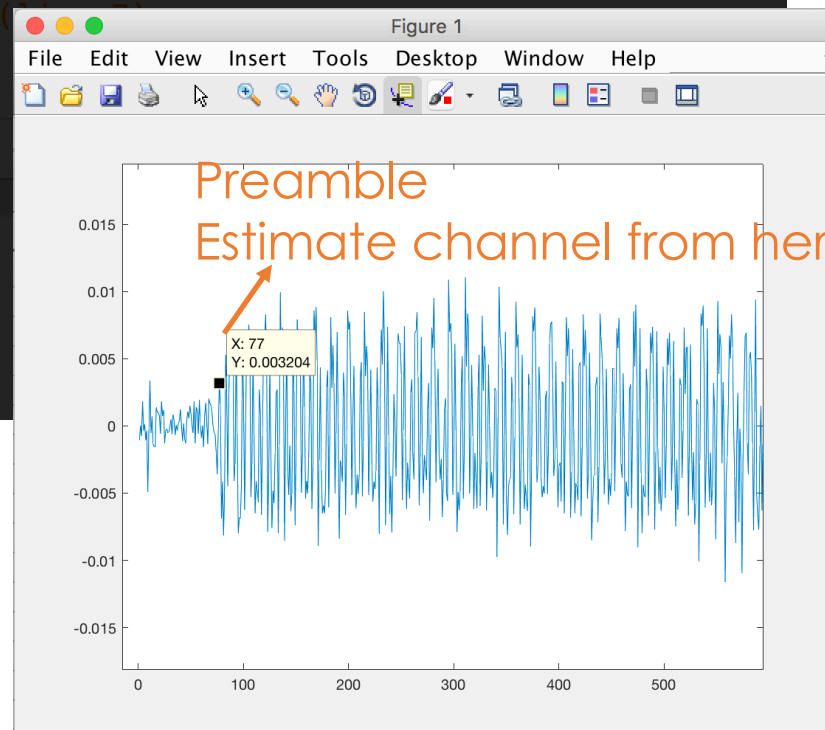 Figure 1
File Edit View Insert Tools Desktop Window Help
Preamble
Estimate channel from her
X: 77
Y: 0.003204
0.015
0.01
0.005
0
-0.005
-0.01
-0.015
0 100 200 300 400 500